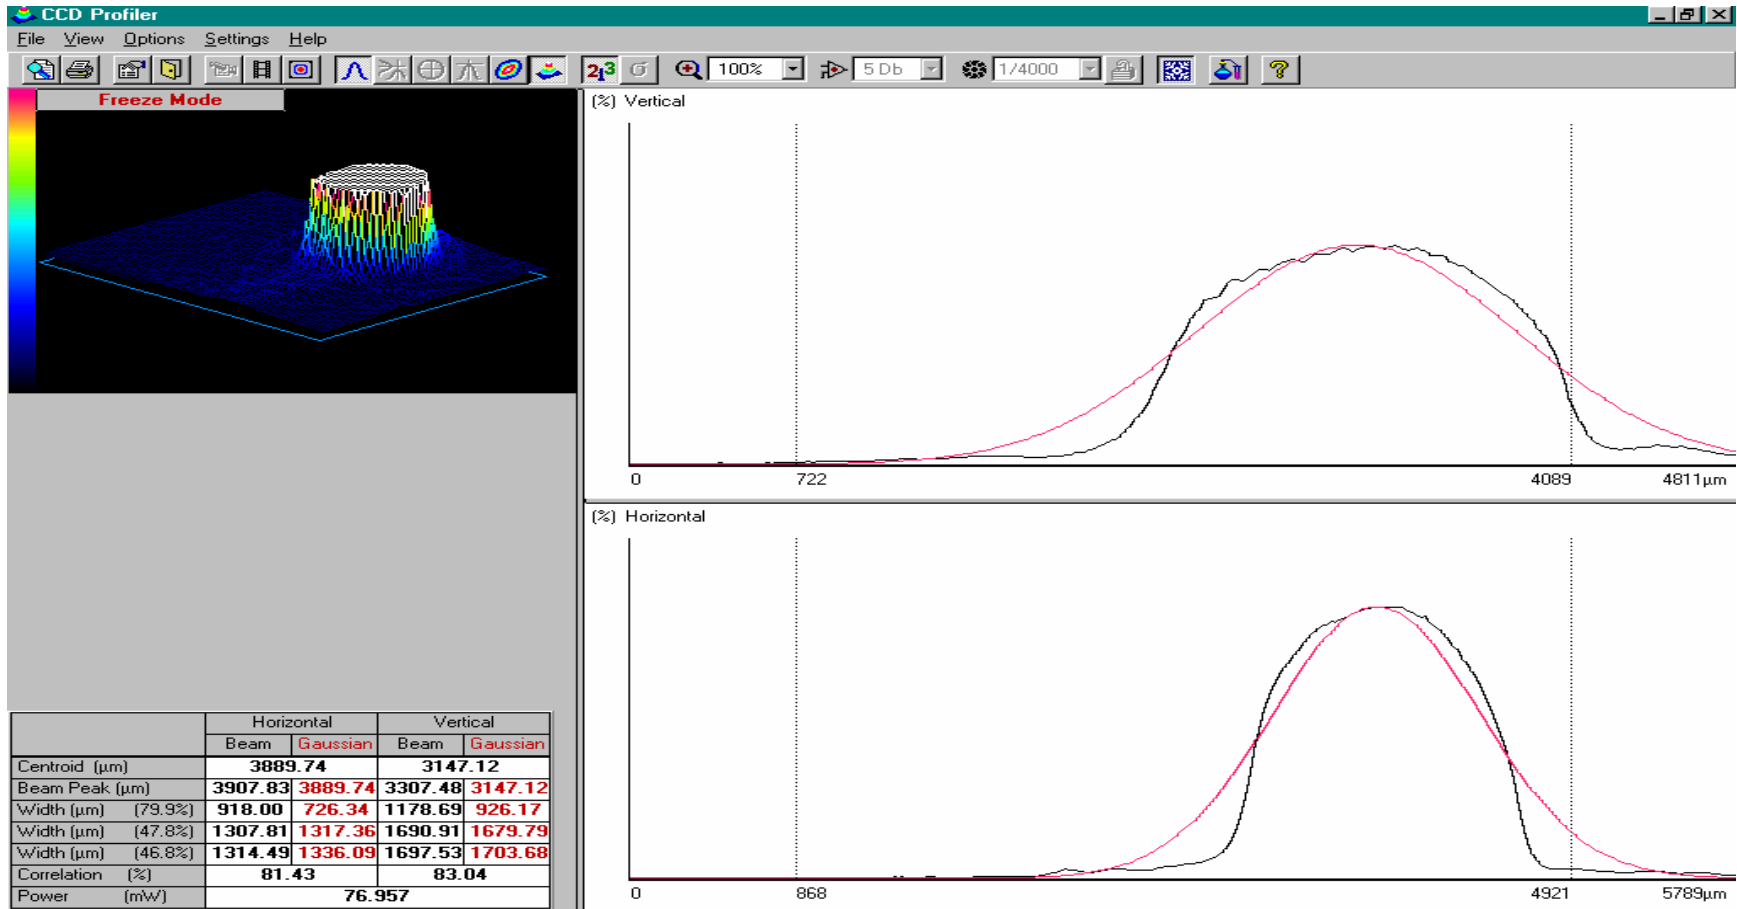 CCD Profiler
File View Options Settings Help
2₁3 σ 100% 5 Db 1/4000 ?
Freeze Mode
(%) Vertical
0 722 4089 4811µm
(%) Horizontal
0 868 4921 5789µm
Horizontal Vertical
Beam Gaussian Beam Gaussian
Centroid (µm) 3889.74 3147.12
Beam Peak (µm) 3907.83 3889.74 3307.48 3147.12
Width (µm) (79.9%) 918.00 726.34 1178.69 926.17
Width (µm) (47.8%) 1307.81 1317.36 1690.91 1679.79
Width (µm) (46.8%) 1314.49 1336.09 1697.53 1703.68
Correlation (%) 81.43 83.04
Power (mW) 76.957